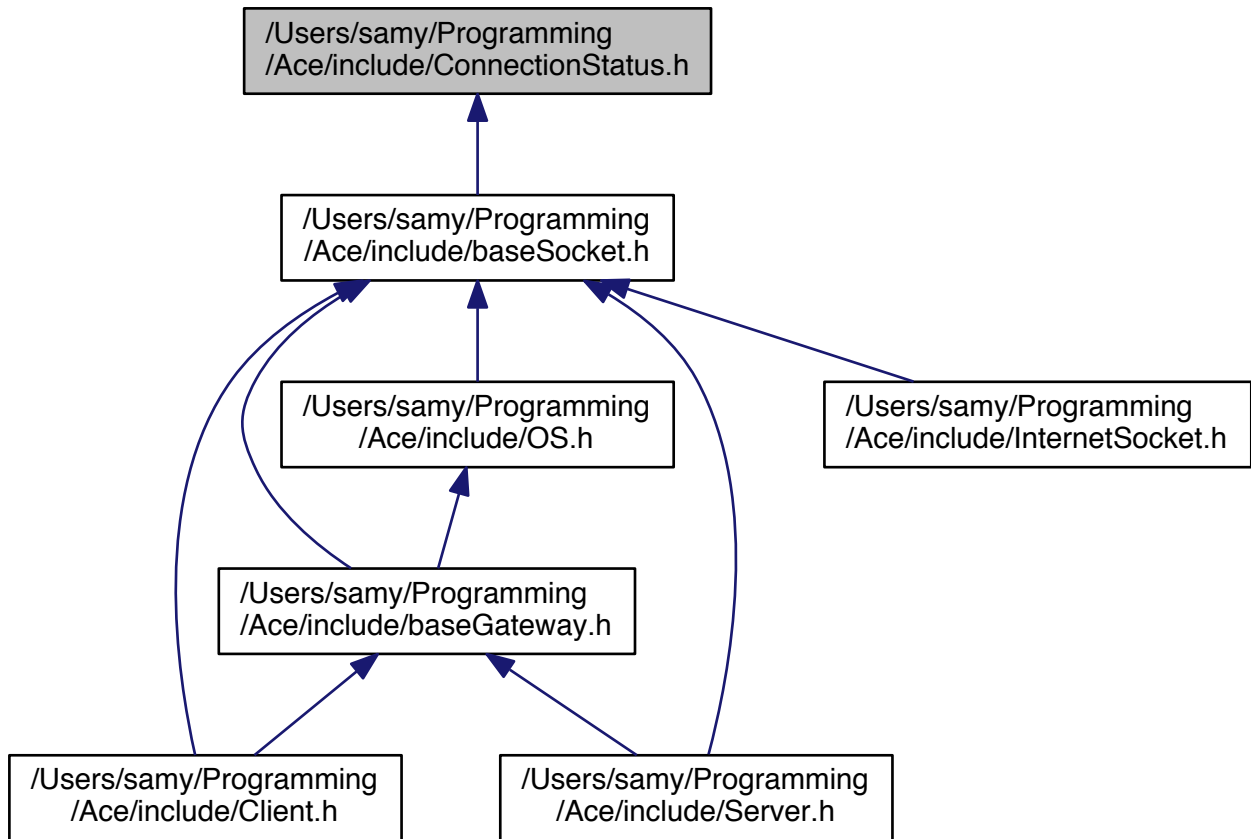 /Users/samy/Programming
/Ace/include/ConnectionStatus.h
/Users/samy/Programming
/Ace/include/baseSocket.h
/Users/samy/Programming
/Ace/include/OS.h
/Users/samy/Programming
/Ace/include/InternetSocket.h
/Users/samy/Programming
/Ace/include/baseGateway.h
/Users/samy/Programming
/Ace/include/Client.h
/Users/samy/Programming
/Ace/include/Server.h